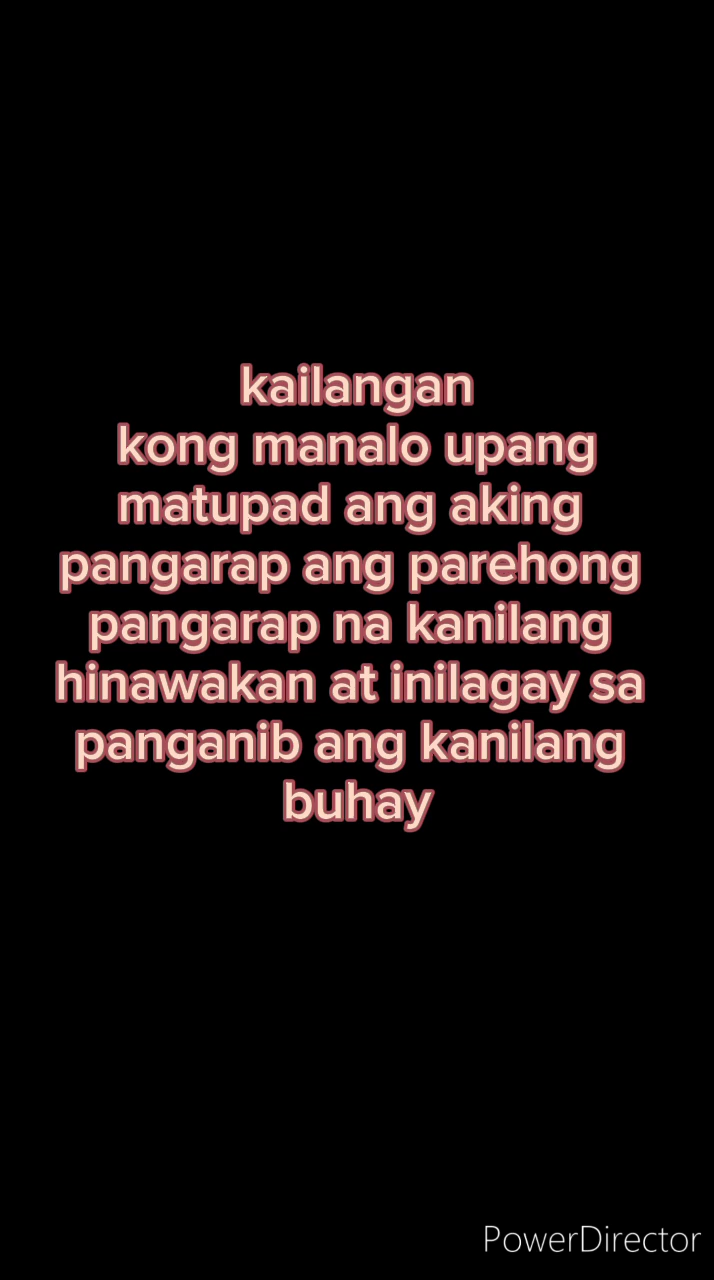 kailangan
kong manalo upang
matupad ang aking
pangarap ang parehong
pangarap na kanilang
hinawakan at inilagay sa
panganib ang kanilang
buhay
PowerDirector